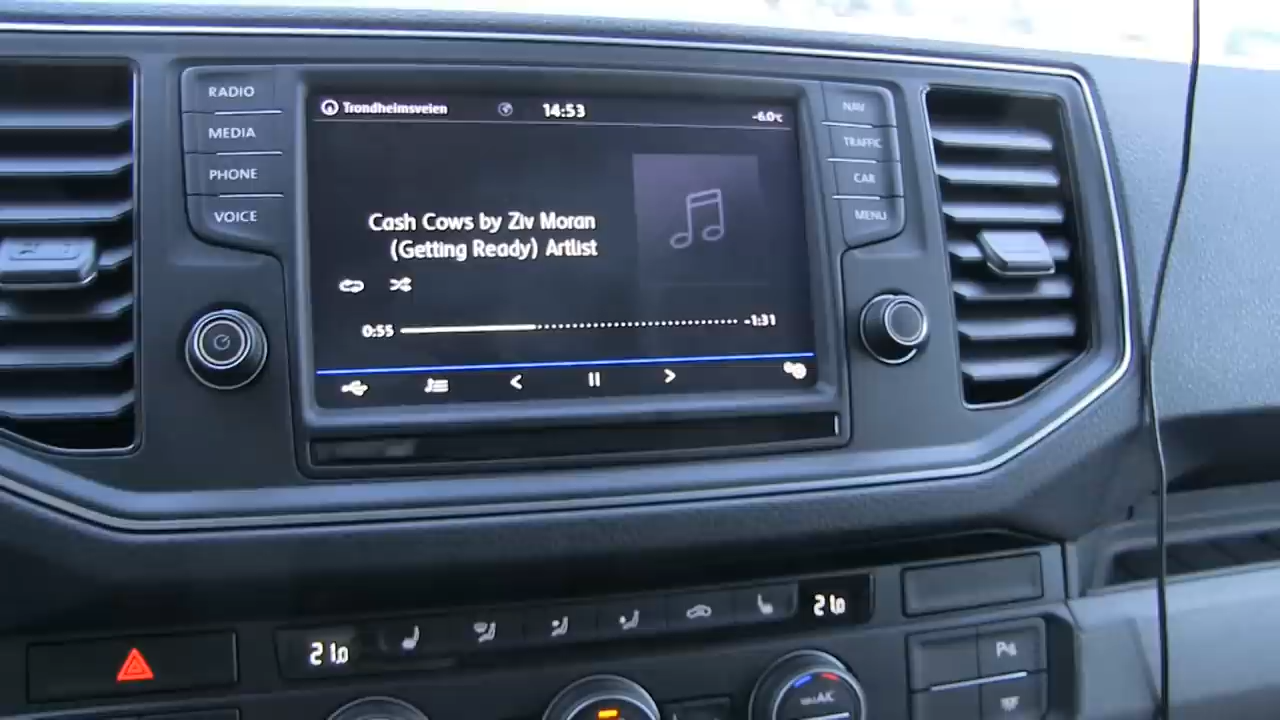 RADIO
MEDIA
PHONE
VOICE
Trondheimsveien
14:53
-6.0°C
Cash Cows by Ziv Moran
(Getting Ready) Artlist
0:55
-1:31
NAV
TRAFFIC
CAR
MENU
21.0
21.0
A/C